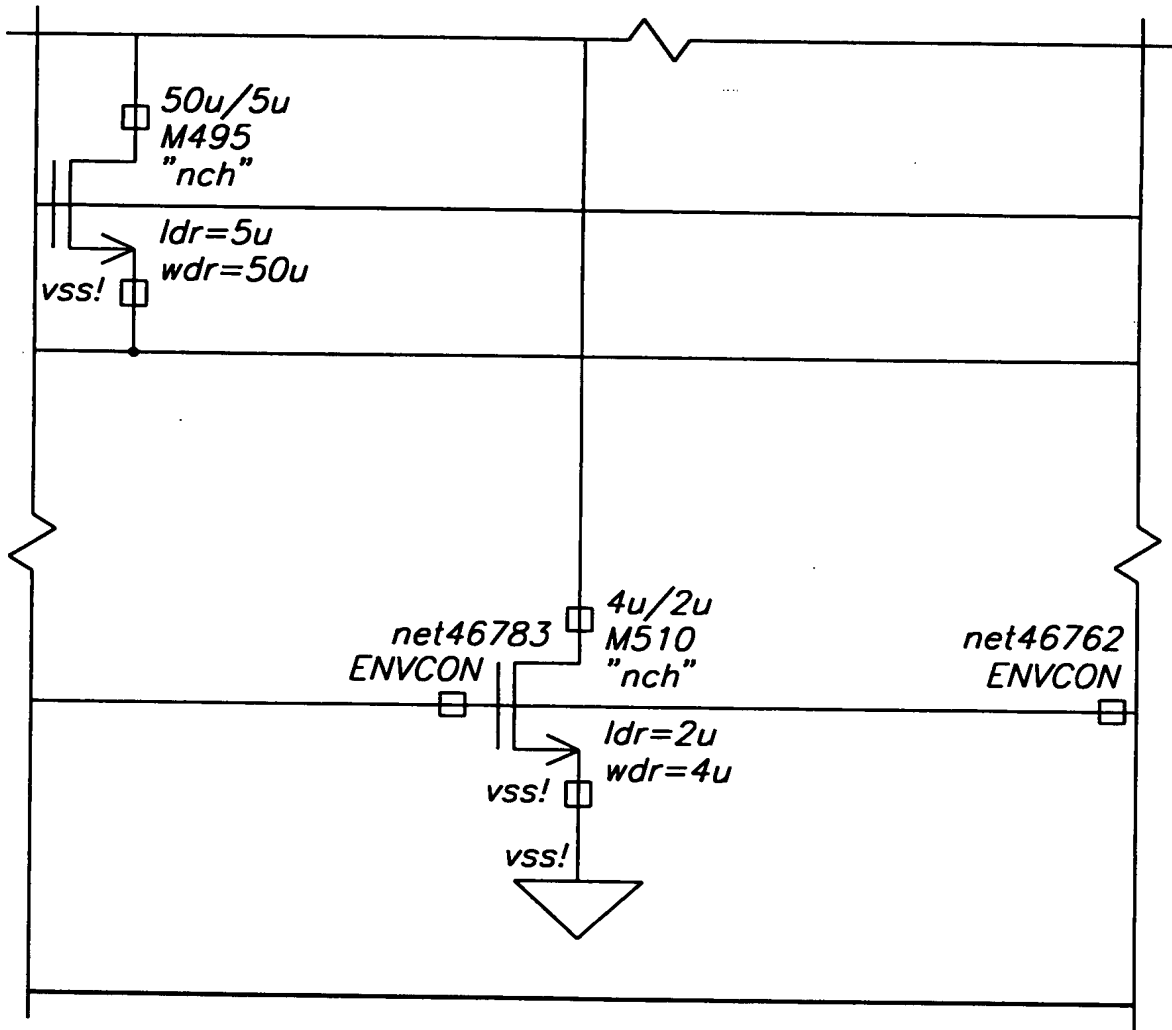 50u/5u
M495
"nch"
ldr=5u
wdr=50u
vss!
4u/2u
net46783
M510
net46762
ENVCON
"nch"
ENVCON
ldr=2u
wdr=4u
vss!
vss!